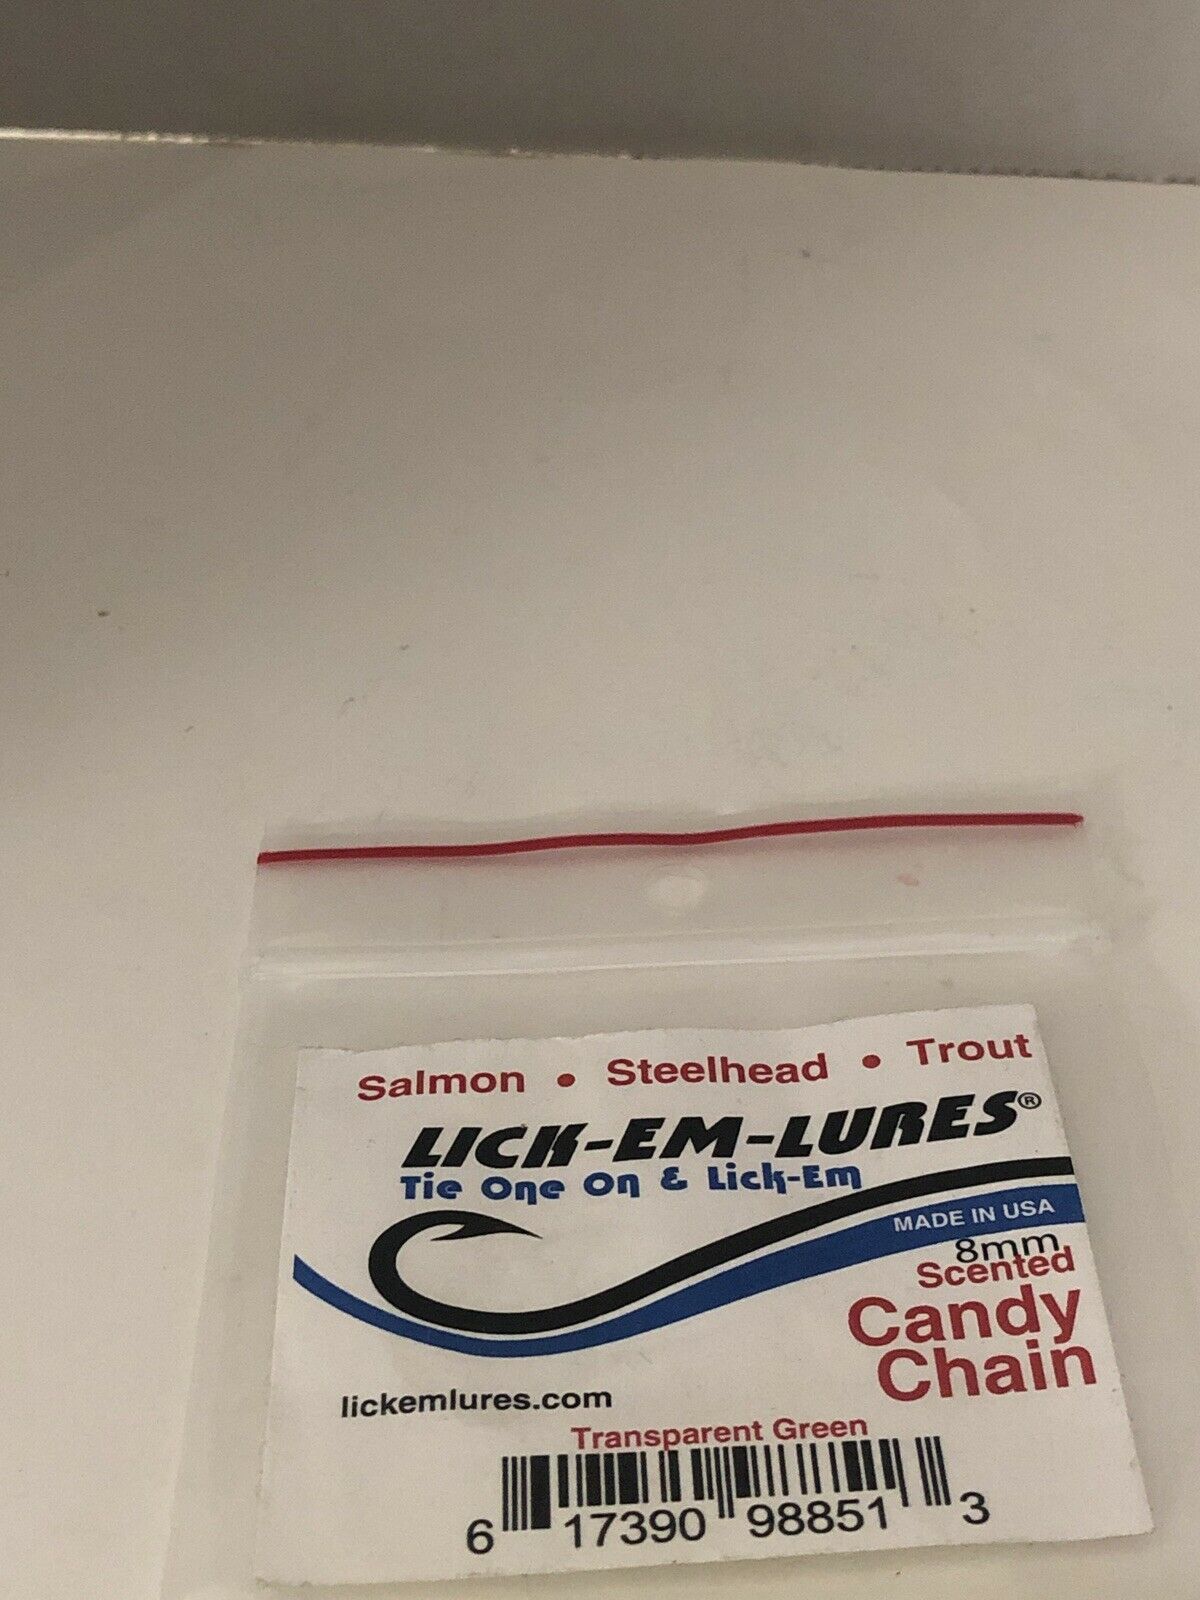 Salmon • Steelhead • Trout
LICK-EM-LURES®
Tie One On & Lick-Em
MADE IN USA
8mm
Scented
Candy
Chain
lickemlures.com
Transparent Green
6 17390 98851 3